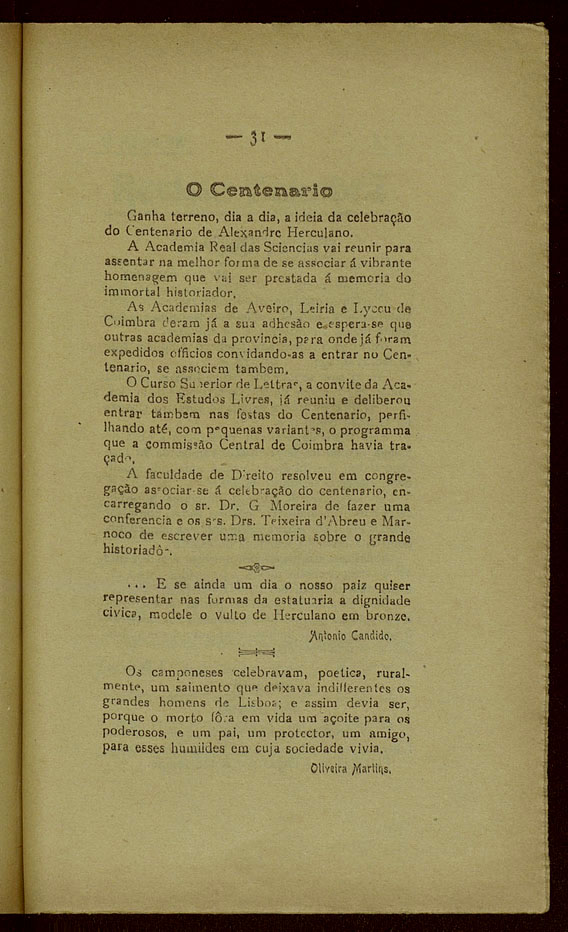 — 31 —
O Centenario
Ganha terreno, dia a dia, a ideia da celebração
do Centenario de Alexandre Herculano.
A Academia Real das Sciencias vai reunir para
assentar na melhor forma de se associar á vibrante
homenagem que vai ser prestada á memoria do
immortal historiador.
As Academias de Aveiro, Leiria e Lyceu de
Coimbra deram já a sua adhesão e espera-se que
outras academias da provincia, para onde já foram
expedidos officios convidando-as a entrar no Cen-
tenario, se associem tambem.
O Curso Superior de Lettras, a convite da Aca-
demia dos Estudos Livres, já reuniu e deliberou
entrar tambem nas festas do Centenario, perfi-
lhando até, com pequenas variantes, o programma
que a commissão Central de Coimbra havia tra-
çado.
A faculdade de Direito resolveu em congre-
gação associar-se á celebração do centenario, en-
carregando o sr. Dr. G Moreira de fazer uma
conferencia e os srs. Drs. Teixeira d'Abreu e Mar-
noco de escrever uma memoria sobre o grande
historiadôr.
... E se ainda um dia o nosso paiz quiser
representar nas formas da estatuaria a dignidade
civica, modele o vulto de Herculano em bronze.
Antonio Candido.
Os camponeses celebravam, poetica, rural-
mente, um saimento que deixava indifferentes os
grandes homens de Lisboa; e assim devia ser,
porque o morto fôra em vida um açoite para os
poderosos, e um pai, um protector, um amigo,
para esses humildes em cuja sociedade vivia.
Oliveira Martins.